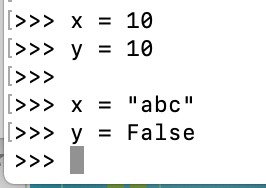 >>> x = 10
>>> y = 10
>>>
>>> x = "abc"
>>> y = False
>>>